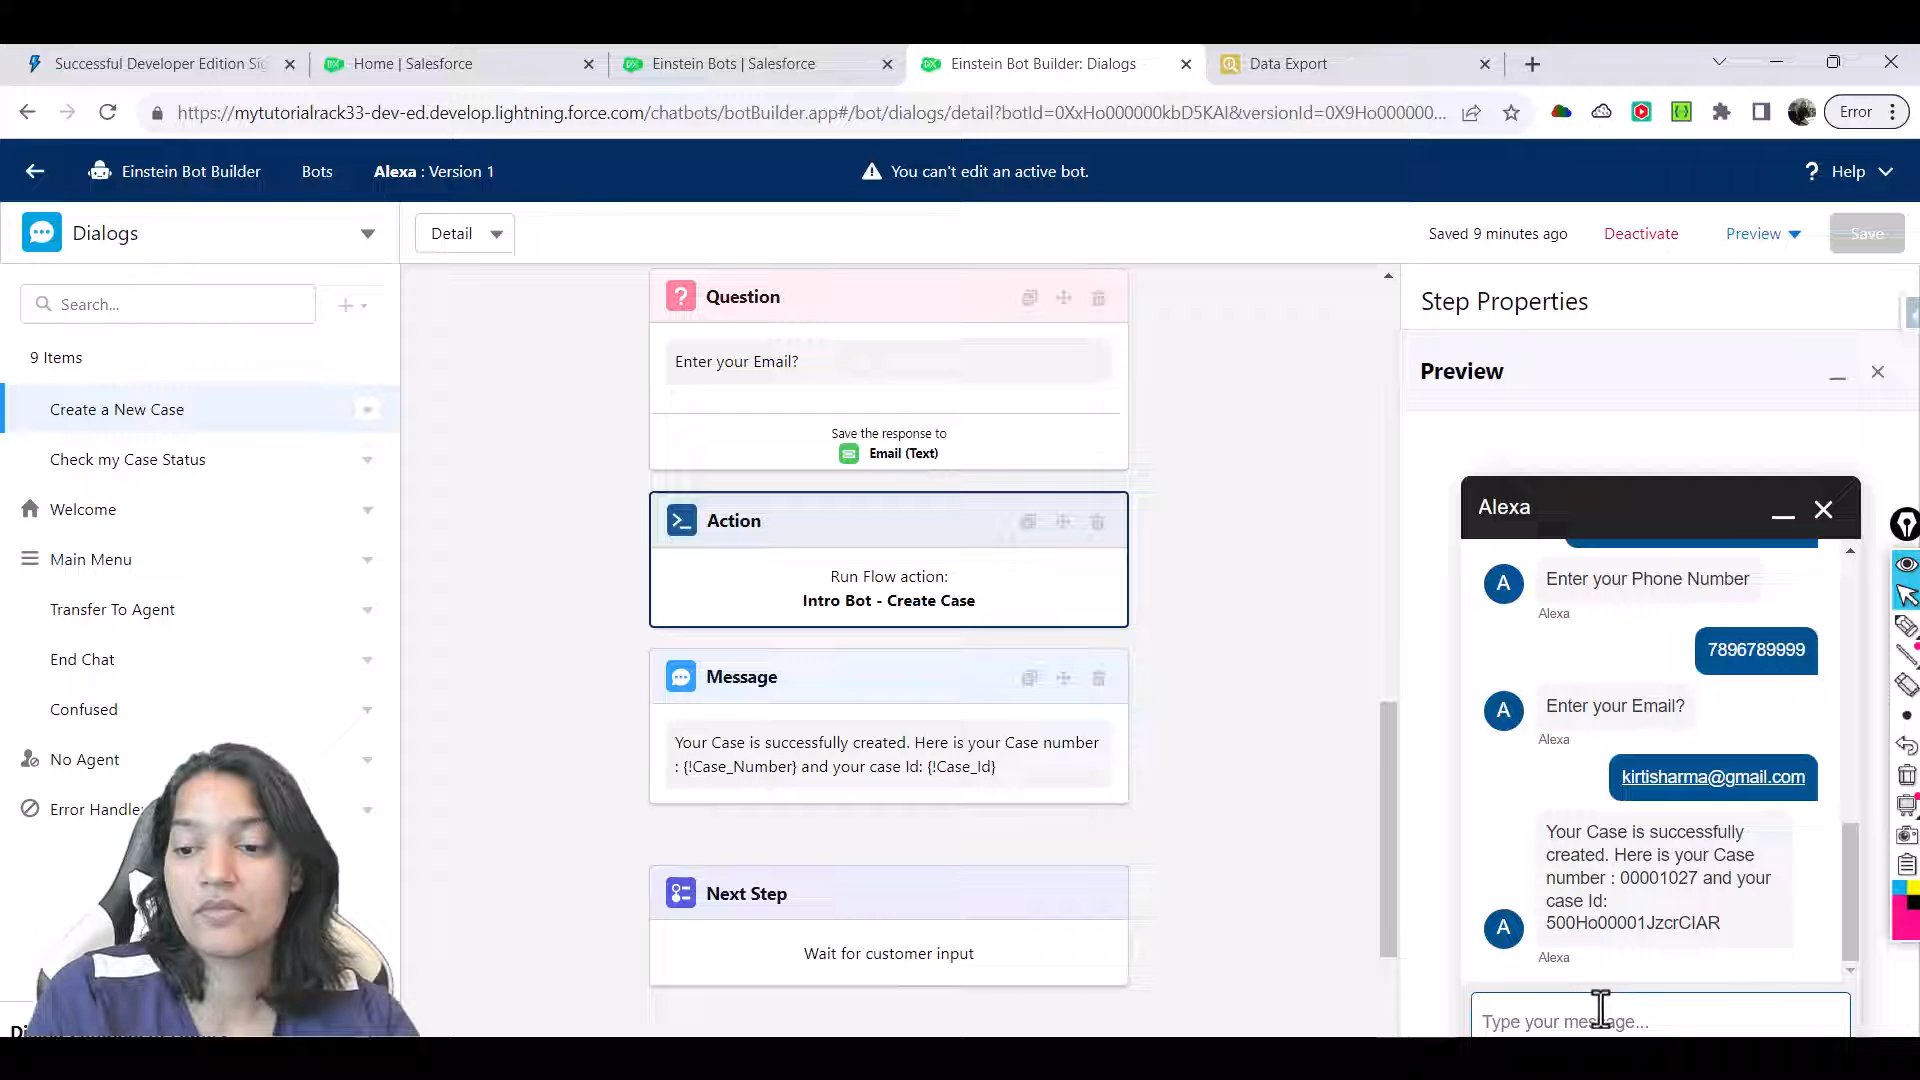 Successful Developer Edition Sig
Home | Salesforce
Einstein Bots | Salesforce
Einstein Bot Builder: Dialogs
Data Export
https://mytutorialrack33-dev-ed.develop.lightning.force.com/chatbots/botBuilder.app#/bot/dialogs/detail?botId=0XxHo000000kbD5KAI&versionId=0X9Ho000000...
Error
Einstein Bot Builder
Bots
Alexa : Version 1
You can't edit an active bot.
? Help
Dialogs
Detail
Saved 9 minutes ago
Deactivate
Preview
Save
Search...
9 Items
Create a New Case
Check my Case Status
Welcome
Main Menu
Transfer To Agent
End Chat
Confused
No Agent
Error Handle
Question
Enter your Email?
Save the response to
Email (Text)
Action
Run Flow action:
Intro Bot - Create Case
Message
Your Case is successfully created. Here is your Case number
: {!Case_Number} and your case Id: {!Case_Id}
Next Step
Wait for customer input
Step Properties
Preview
Alexa
A
Enter your Phone Number
Alexa
7896789999
A
Enter your Email?
Alexa
kirtisharma@gmail.com
Your Case is successfully
created. Here is your Case
number : 00001027 and your
case Id:
500Ho00001JzcrCIAR
A
Alexa
Type your message...